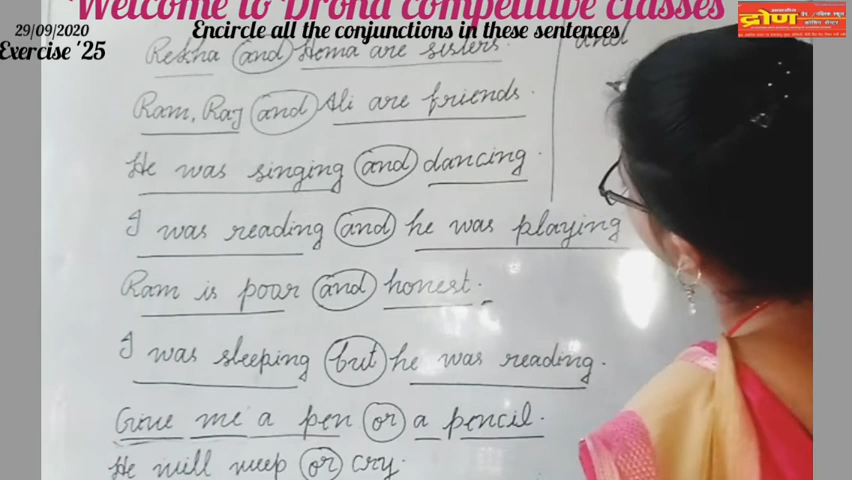 Welcome to Drona competitive classes
29/09/2020
Encircle all the conjunctions in these sentences
Exercise '25
द्रोण
Rekha and Hema are sisters.
and
Ram, Raj and Ali are friends.
He was singing and dancing.
I was reading and he was playing
Ram is poor and honest.
I was sleeping but he was reading.
Give me a pen or a pencil.
He will weep or cry.